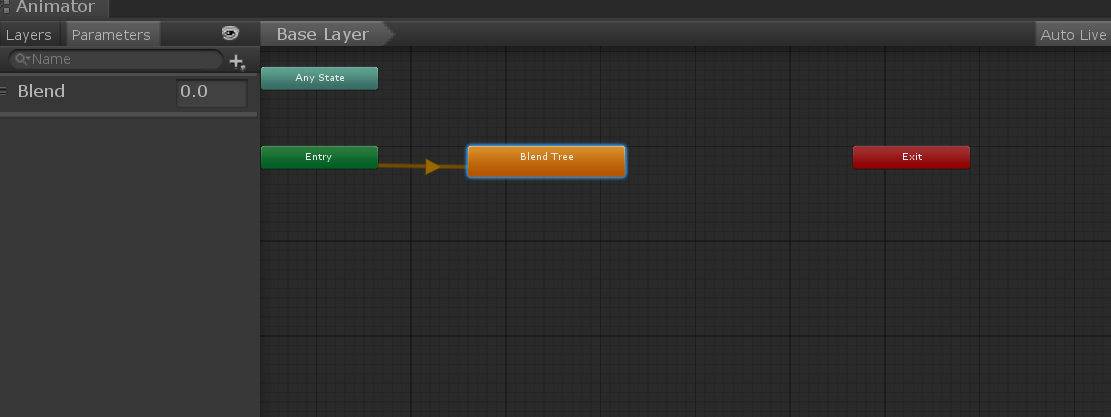 Animator
Layers Parameters Base Layer Auto Live
Name
Blend 0.0
Any State
Entry Blend Tree Exit